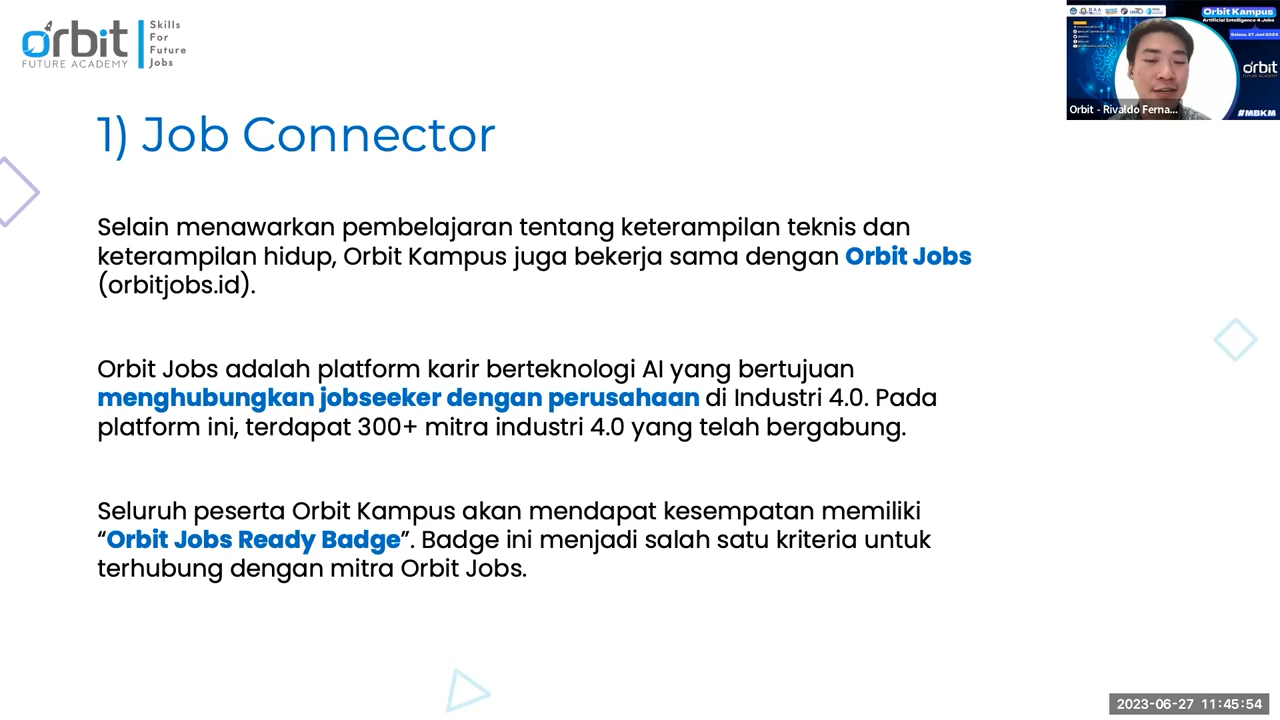 orbit
FUTURE ACADEMY
Skills
For
Future
Jobs
Orbit Kampus
Artificial Intelligence 4 Jobs
Selasa, 27 Juni 2023
orbit
Orbit - Rivaldo Ferna...
#MBKM
1) Job Connector
Selain menawarkan pembelajaran tentang keterampilan teknis dan
keterampilan hidup, Orbit Kampus juga bekerja sama dengan Orbit Jobs
(orbitjobs.id).
Orbit Jobs adalah platform karir berteknologi AI yang bertujuan
menghubungkan jobseeker dengan perusahaan di Industri 4.0. Pada
platform ini, terdapat 300+ mitra industri 4.0 yang telah bergabung.
Seluruh peserta Orbit Kampus akan mendapat kesempatan memiliki
“Orbit Jobs Ready Badge”. Badge ini menjadi salah satu kriteria untuk
terhubung dengan mitra Orbit Jobs.
2023-06-27 11:45:54